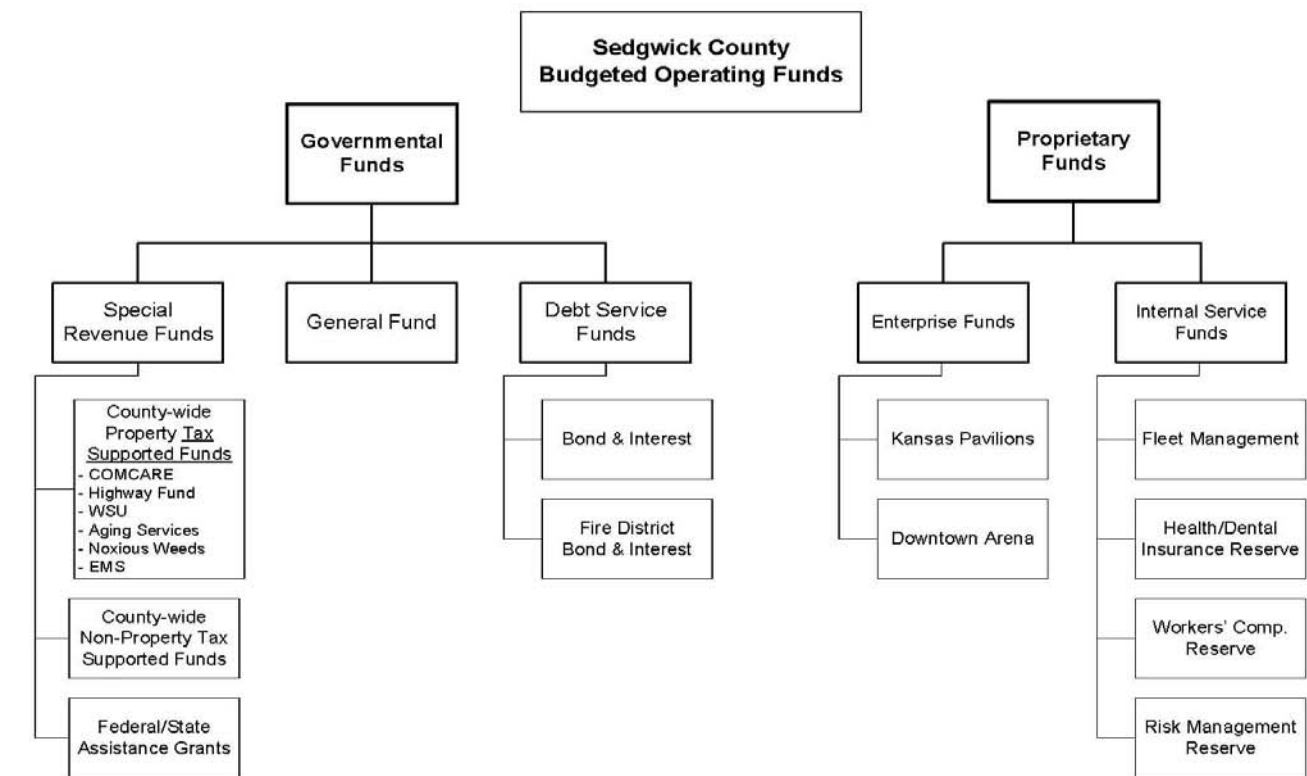 Sedgwick County
Budgeted Operating Funds
Governmental
Funds
Proprietary
Funds
Special
Revenue Funds
General Fund
Debt Service
Funds
Enterprise Funds
Internal Service
Funds
County-wide
Property Tax
Supported Funds
- COMCARE
- Highway Fund
- WSU
- Aging Services
- Noxious Weeds
- EMS
County-wide
Non-Property Tax
Supported Funds
Federal/State
Assistance Grants
Bond & Interest
Fire District
Bond & Interest
Kansas Pavilions
Downtown Arena
Fleet Management
Health/Dental
Insurance Reserve
Workers' Comp.
Reserve
Risk Management
Reserve